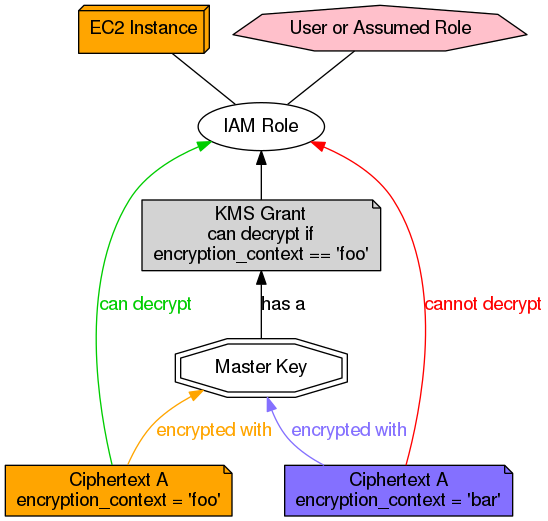 EC2 Instance
User or Assumed Role
IAM Role
KMS Grant
can decrypt if
encryption_context == 'foo'
can decrypt
has a
cannot decrypt
Master Key
encrypted with
encrypted with
Ciphertext A
encryption_context = 'foo'
Ciphertext A
encryption_context = 'bar'